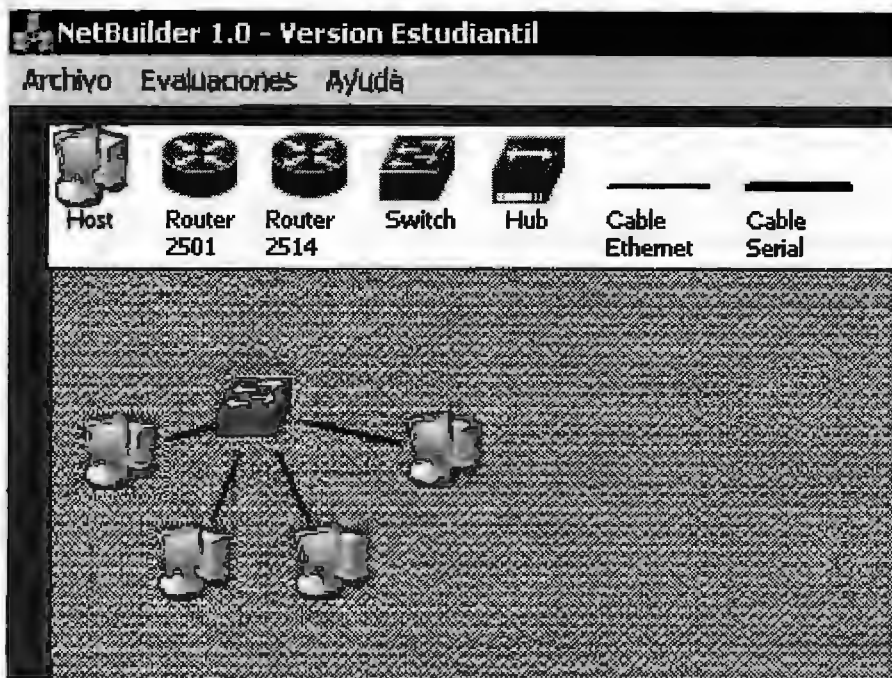 NetBuilder 1.0 - Version Estudiantil
Archivo Evaluaciones Ayuda
Host Router 2501 Router 2514 Switch Hub Cable Ethernet Cable Serial